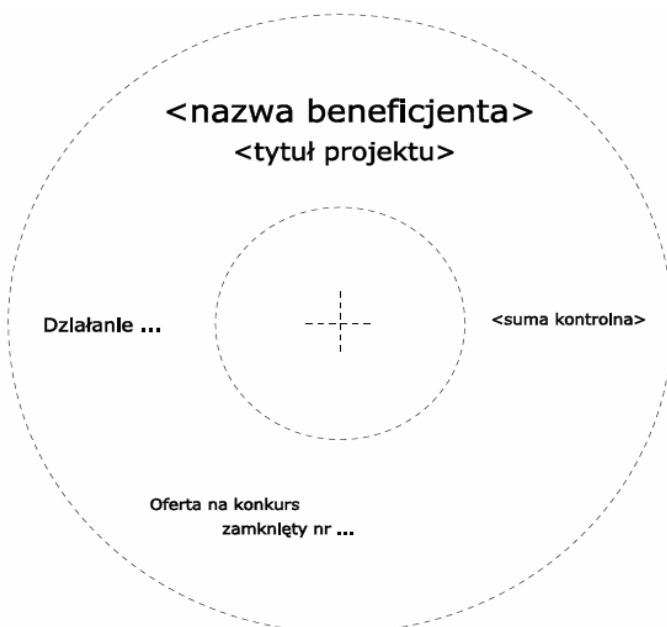 <nazwa beneficjenta>
<tytuł projektu>
Działanie ...
<suma kontrolna>
Oferta na konkurs
zamknięty nr ...